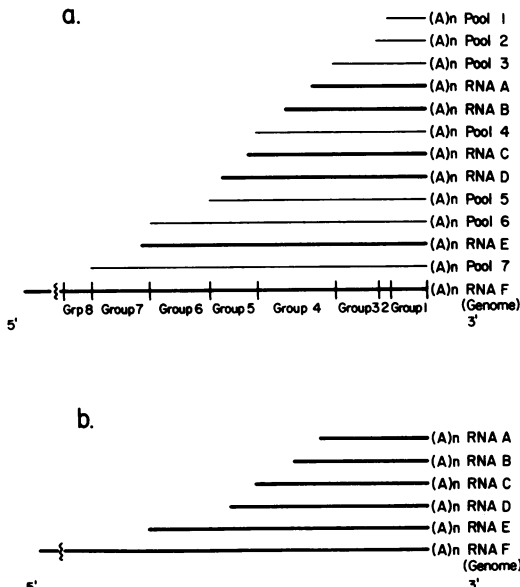 a.
(A)n Pool 1
(A)n Pool 2
(A)n Pool 3
(A)n RNA A
(A)n RNA B
(A)n Pool 4
(A)n RNA C
(A)n RNA D
(A)n Pool 5
(A)n Pool 6
(A)n RNA E
(A)n Pool 7
(A)n RNA F
Grp 8 Group 7 Group 6 Group 5 Group 4 Group 3 2 Group 1
(Genome)
5' 3'
b.
(A)n RNA A
(A)n RNA B
(A)n RNA C
(A)n RNA D
(A)n RNA E
(A)n RNA F
(Genome)
5' 3'